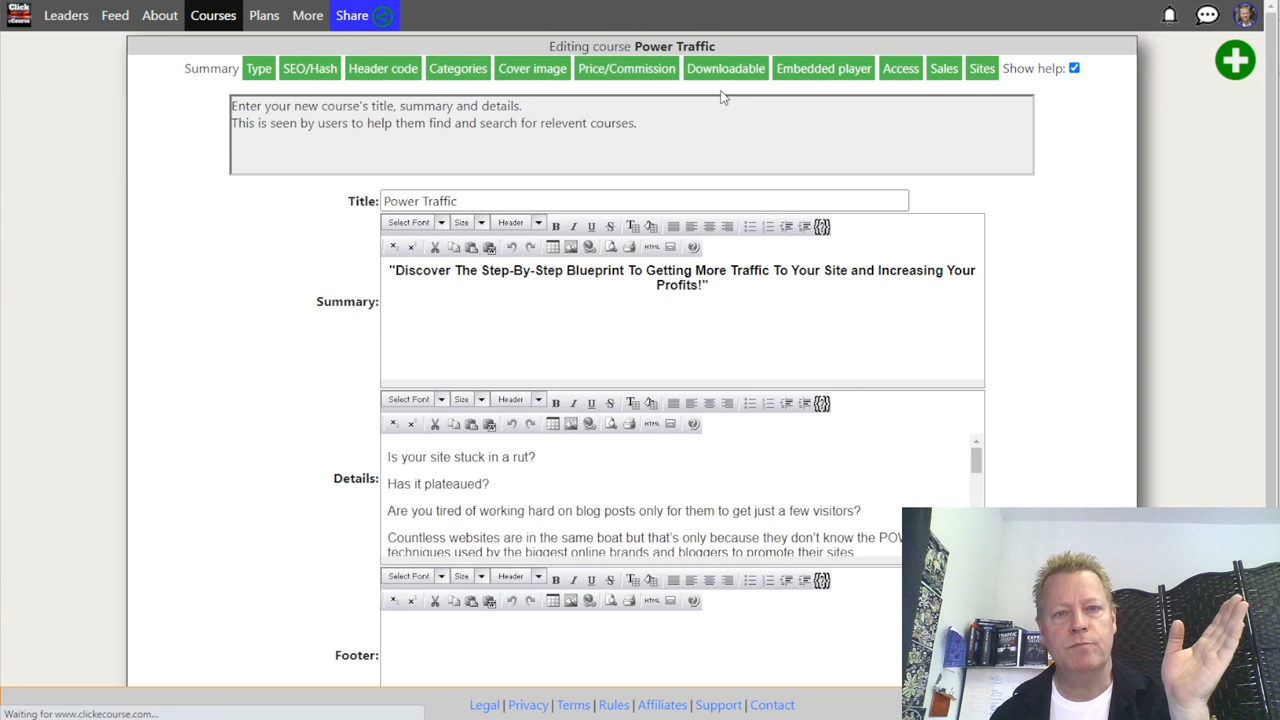 Click
eCourse
Leaders Feed About Courses Plans More Share
Editing course Power Traffic
Summary Type SEO/Hash Header code Categories Cover image Price/Commission Downloadable Embedded player Access Sales Sites Show help:
Enter your new course's title, summary and details.
This is seen by users to help them find and search for relevent courses.
Title: Power Traffic
Select Font Size Header B I U S
HTML
Summary:
"Discover The Step-By-Step Blueprint To Getting More Traffic To Your Site and Increasing Your
Profits!"
Select Font Size Header B I U S
HTML
Details:
Is your site stuck in a rut?
Has it plateaued?
Are you tired of working hard on blog posts only for them to get just a few visitors?
Countless websites are in the same boat but that's only because they don't know the
techniques used by the biggest online brands and bloggers to promote their sites
Select Font Size Header B I U S
HTML
Footer:
Waiting for www.clickecourse.com...
Legal | Privacy | Terms | Rules | Affiliates | Support | Contact
TRAFFIC